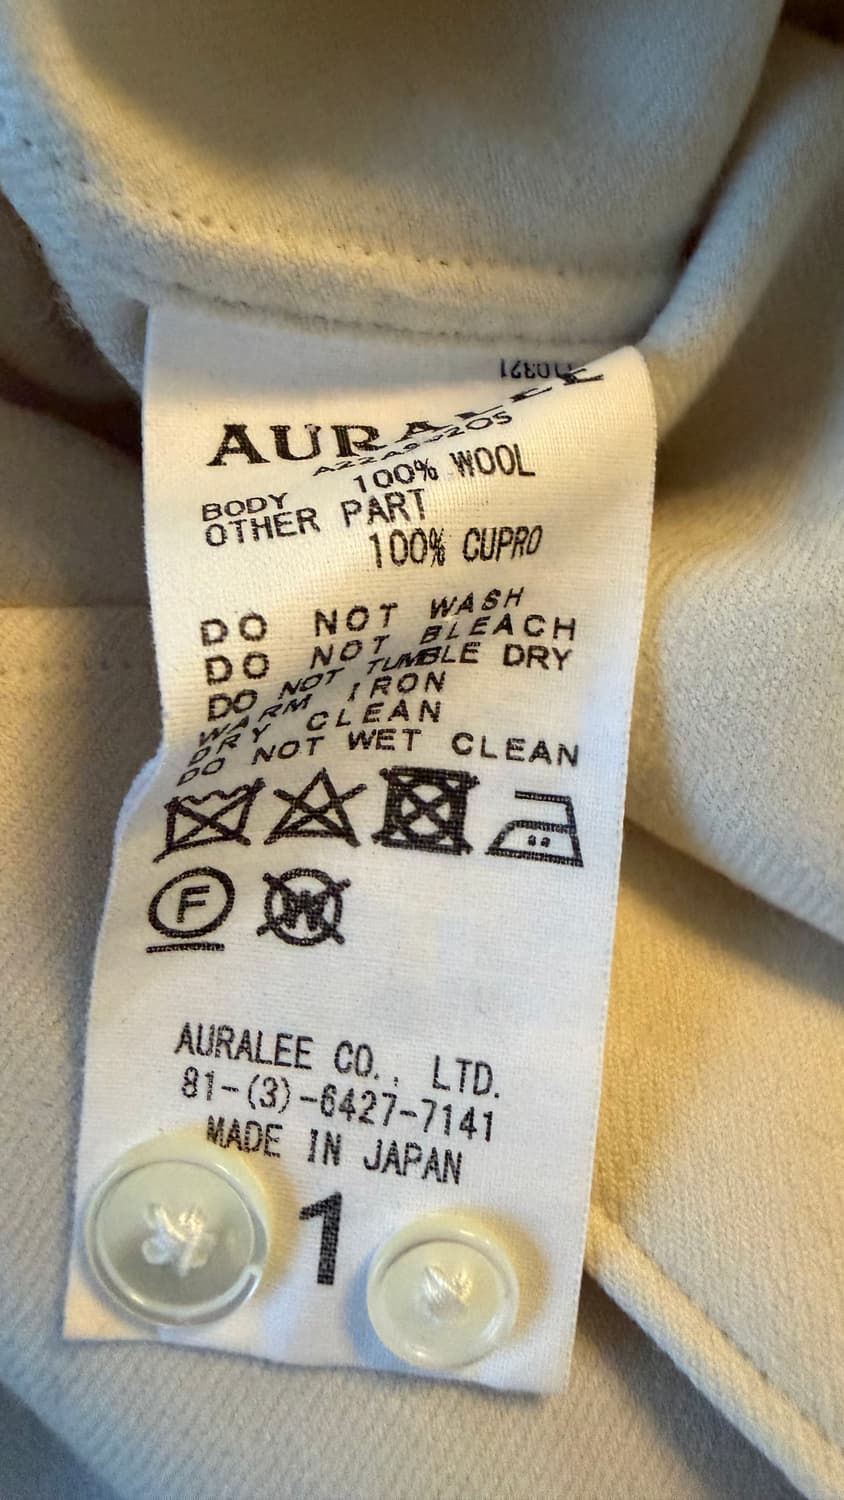 AURALEE
100% WOOL
BODY
OTHER PART
100% CUPRO
DO NOT WASH
DO NOT BLEACH
DO NOT TUMBLE DRY
WARM IRON
DRY CLEAN
DO NOT WET CLEAN
F W
AURALEE CO., LTD.
81-(3)-6427-7141
MADE IN JAPAN
1